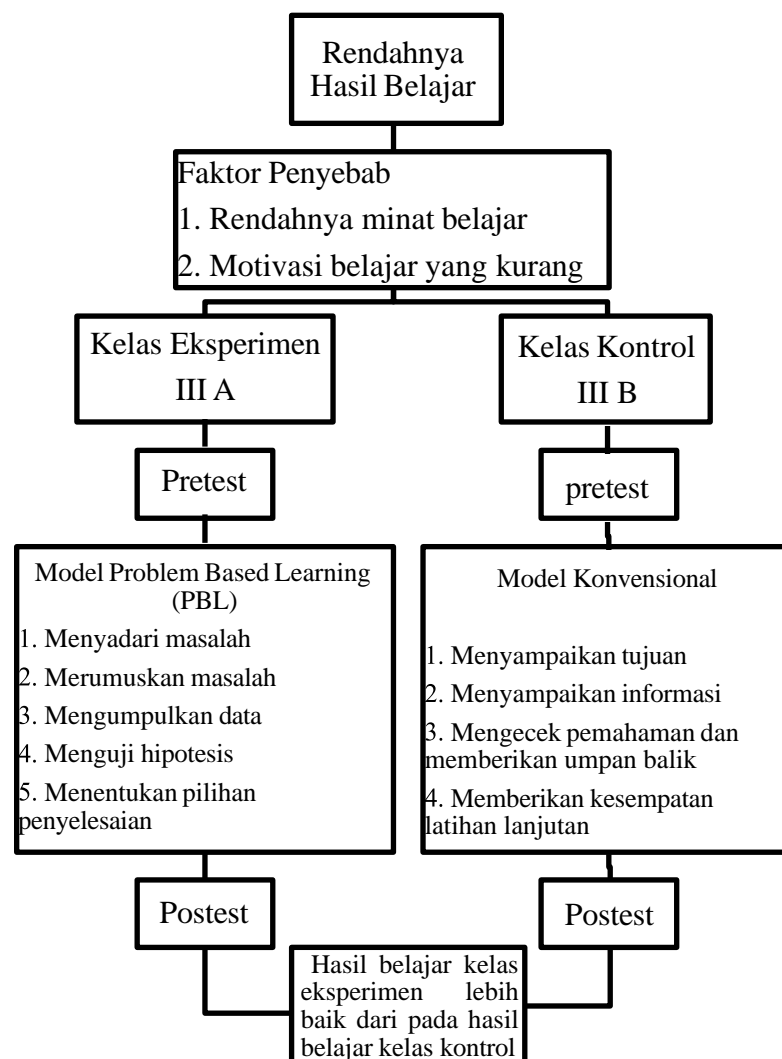 Rendahnya
Hasil Belajar
Faktor Penyebab
1. Rendahnya minat belajar
2. Motivasi belajar yang kurang
Kelas Eksperimen
III A
Kelas Kontrol
III B
Pretest
pretest
Model Problem Based Learning
(PBL)
1. Menyadari masalah
2. Merumuskan masalah
3. Mengumpulkan data
4. Menguji hipotesis
5. Menentukan pilihan
penyelesaian
Model Konvensional
1. Menyampaikan tujuan
2. Menyampaikan informasi
3. Mengecek pemahaman dan
memberikan umpan balik
4. Memberikan kesempatan
latihan lanjutan
Postest
Postest
Hasil belajar kelas
eksperimen lebih
baik dari pada hasil
belajar kelas kontrol